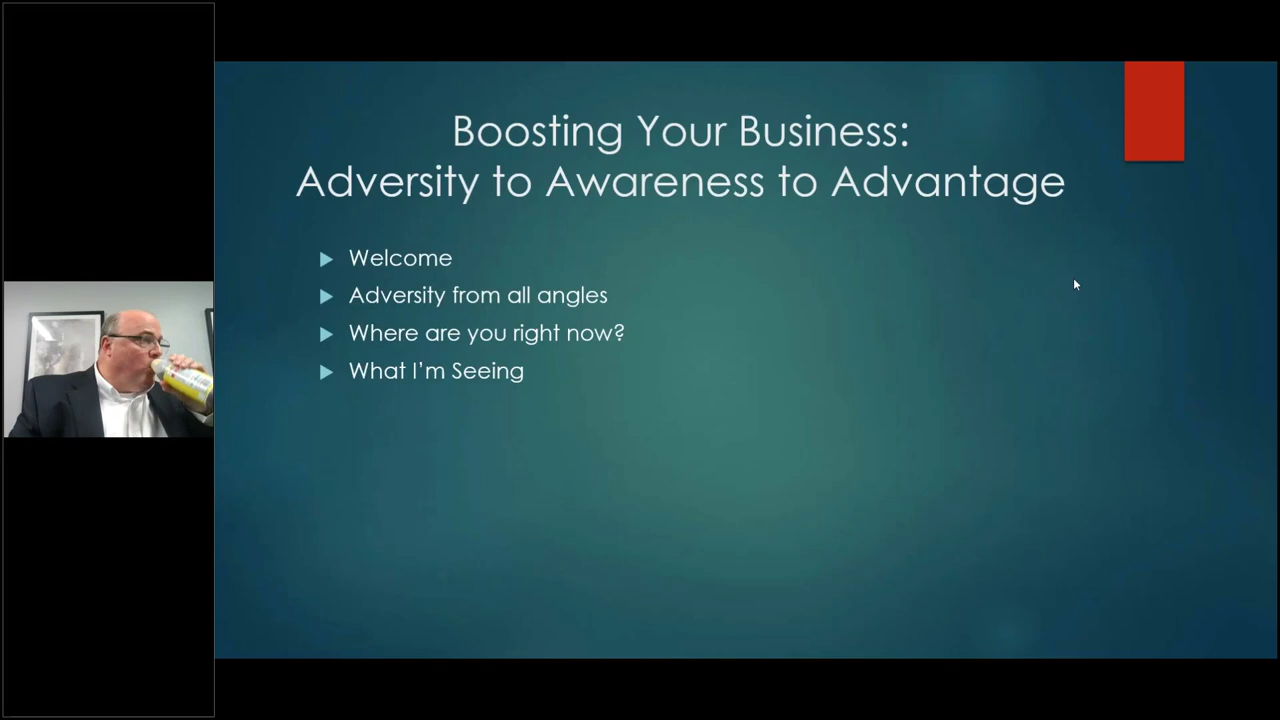 Boosting Your Business:
Adversity to Awareness to Advantage
Welcome
Adversity from all angles
Where are you right now?
What I'm Seeing